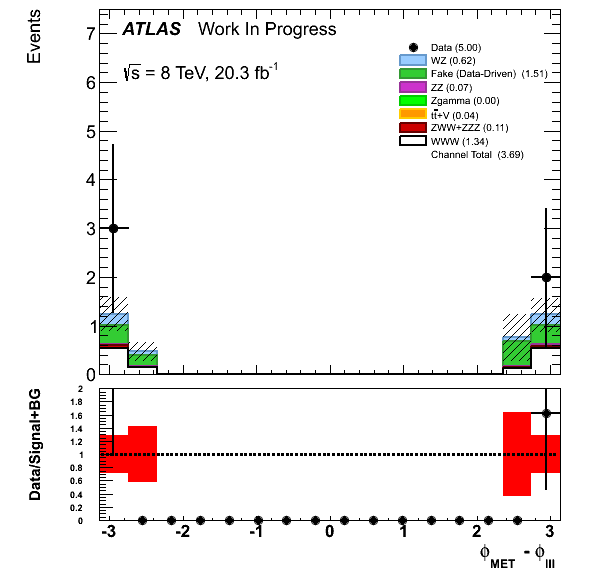 Events
ATLAS Work In Progress
√s = 8 TeV, 20.3 fb⁻¹
Data (5.00)
WZ (0.62)
Fake (Data-Driven) (1.51)
ZZ (0.07)
Zgamma (0.00)
tt̄+V (0.04)
ZWW+ZZZ (0.11)
WWW (1.34)
Channel Total (3.69)
7
6
5
4
3
2
1
0
Data/Signal+BG
2
1.8
1.6
1.4
1.2
1
0.8
0.6
0.4
0.2
0
-3 -2 -1 0 1 2 3
ϕMET - ϕlll